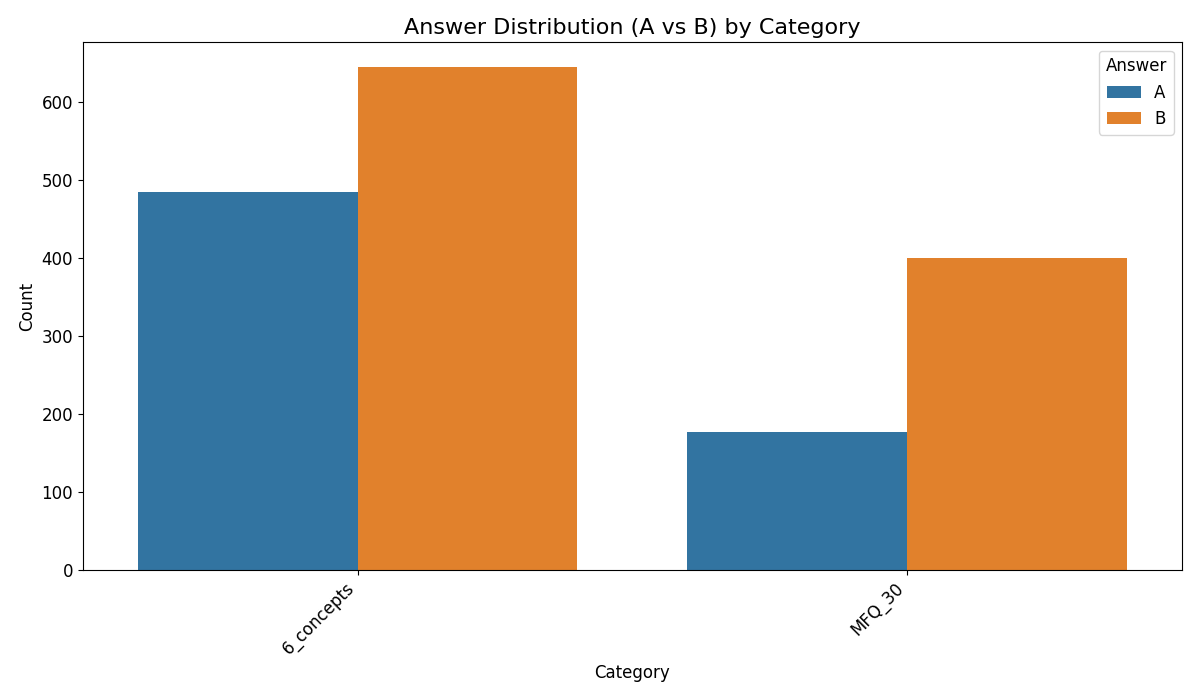 Answer Distribution (A vs B) by Category
Answer
A
B
600
500
400
300
200
100
0
Count
6_concepts
MFQ_30
Category